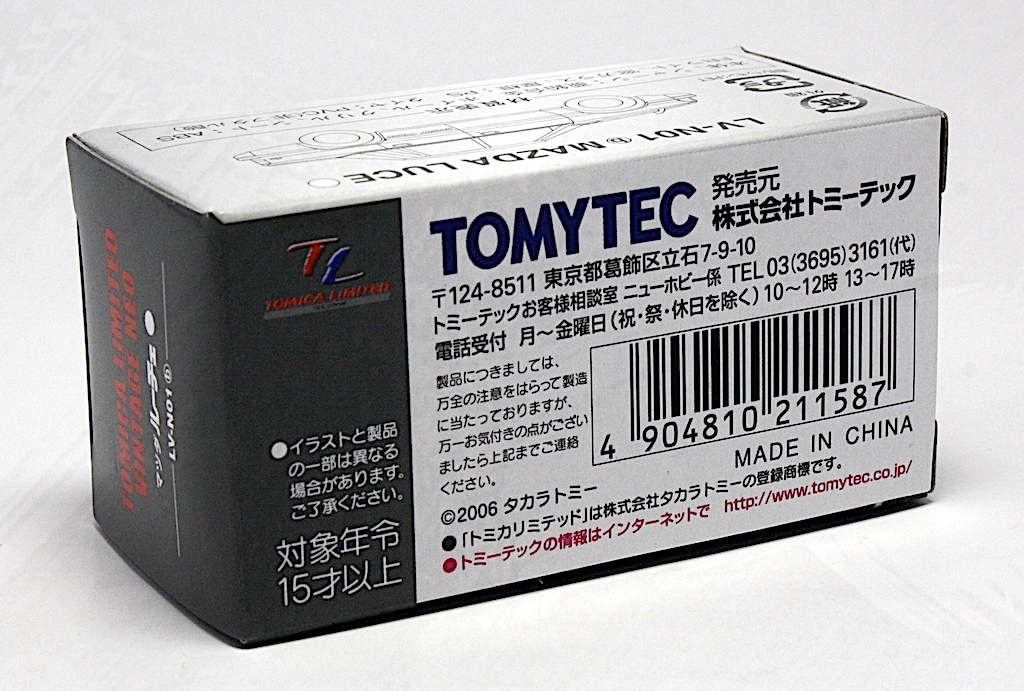 LV-N01 ④ MAZDA LUCE
TOMYTEC
発売元
株式会社トミーテック
〒124-8511 東京都葛飾区立石7-9-10
トミーテックお客様相談室 ニューホビー係 TEL 03(3695)3161(代)
電話受付 月～金曜日(祝・祭・休日を除く) 10～12時 13～17時
製品につきましては、
万全の注意をはらって製造
に当たっておりますが、
万一お気付きの点がござい
ましたら上記までご連絡
ください。
4 904810 211587
MADE IN CHINA
©2006 タカラトミー
●「トミカリミテッド」は株式会社タカラトミーの登録商標です。
●トミーテックの情報はインターネットで http://www.tomytec.co.jp/
TL
TOMICA LIMITED
●イラストと製品
の一部は異なる
場合があります。
ご了承ください。
対象年令
15才以上
TOMICA LIMITED
VINTAGE NEO
LV-N01